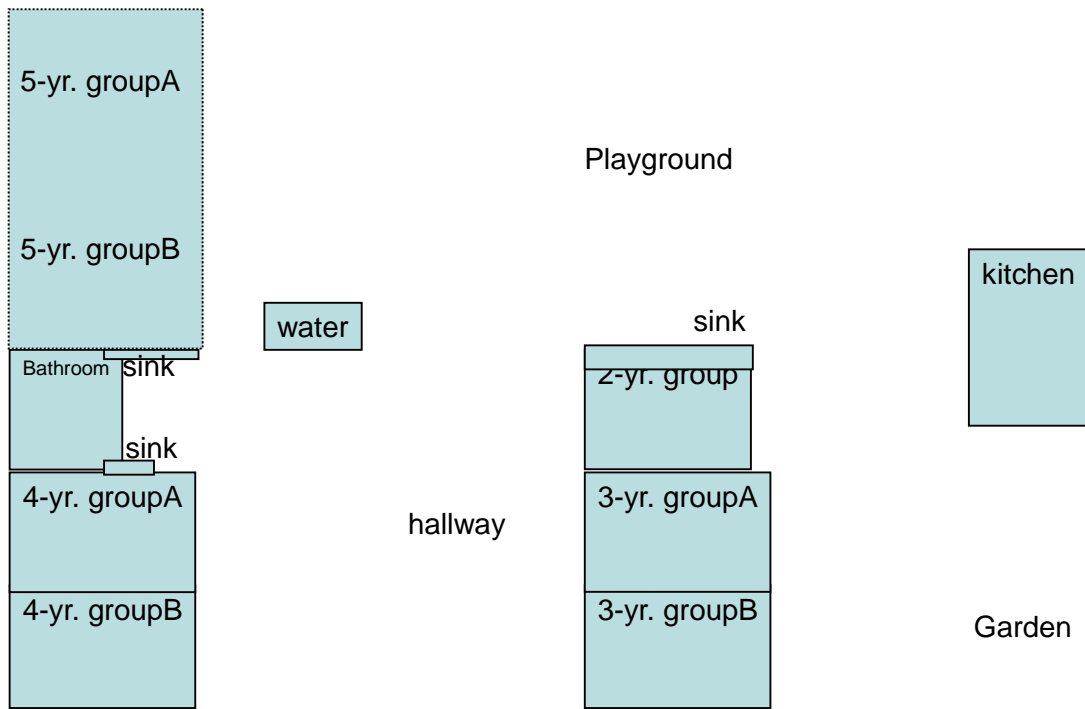 5-yr. groupA
Playground
5-yr. groupB
kitchen
water
sink
Bathroom
sink
2-yr. group
sink
4-yr. groupA
3-yr. groupA
hallway
4-yr. groupB
3-yr. groupB
Garden